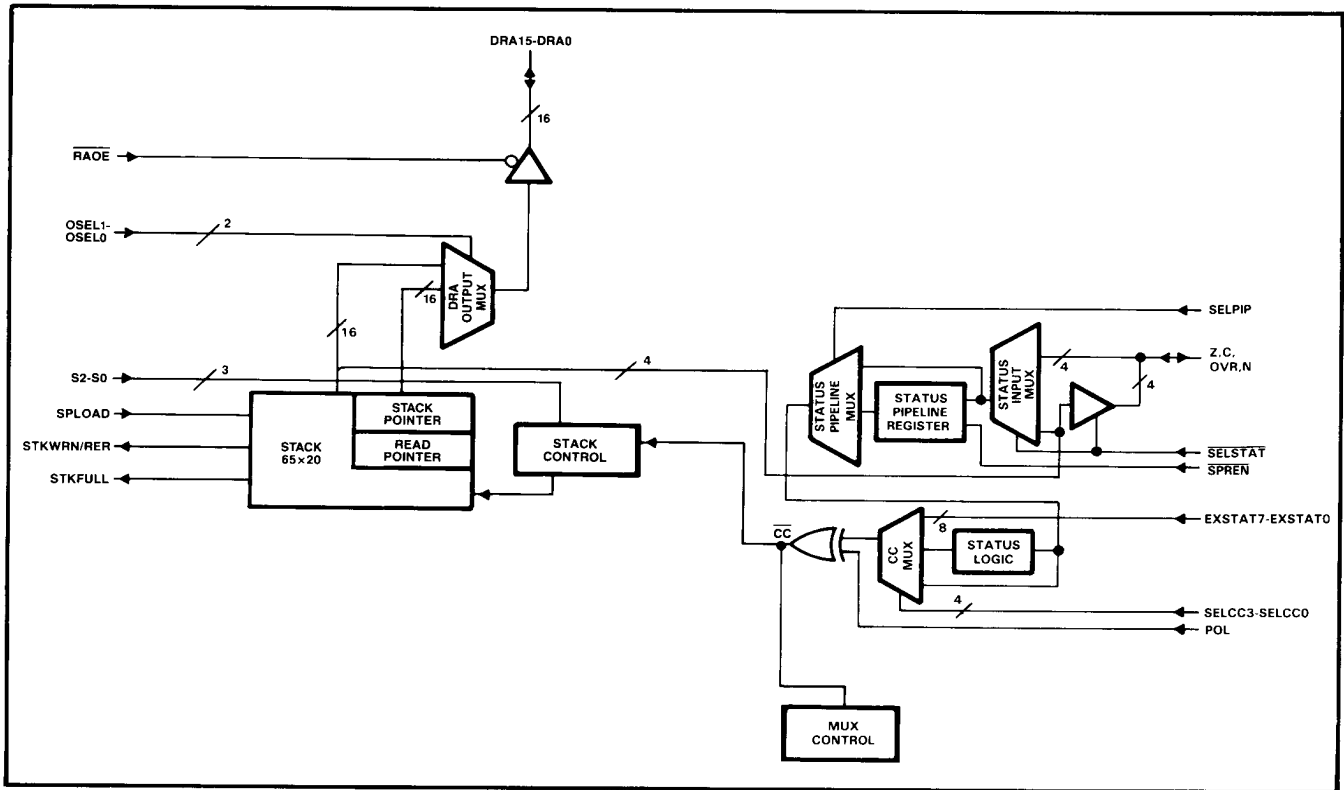 DRA15-DRA0
16
RAOE
OSEL1-
OSEL0
2
16
DRA
OUTPUT
MUX
16
S2-S0
3
4
SPLOAD
STKWRN/RER
STKFULL
STACK
65×20
STACK
POINTER
READ
POINTER
STACK
CONTROL
SELPIP
STATUS
PIPELINE
MUX
STATUS
PIPELINE
REGISTER
STATUS
INPUT
MUX
4
4
Z,C,
OVR,N
SELSTAT
SPREN
CC
CC
MUX
8
EXSTAT7-EXSTAT0
STATUS
LOGIC
4
SELCC3-SELCC0
POL
MUX
CONTROL